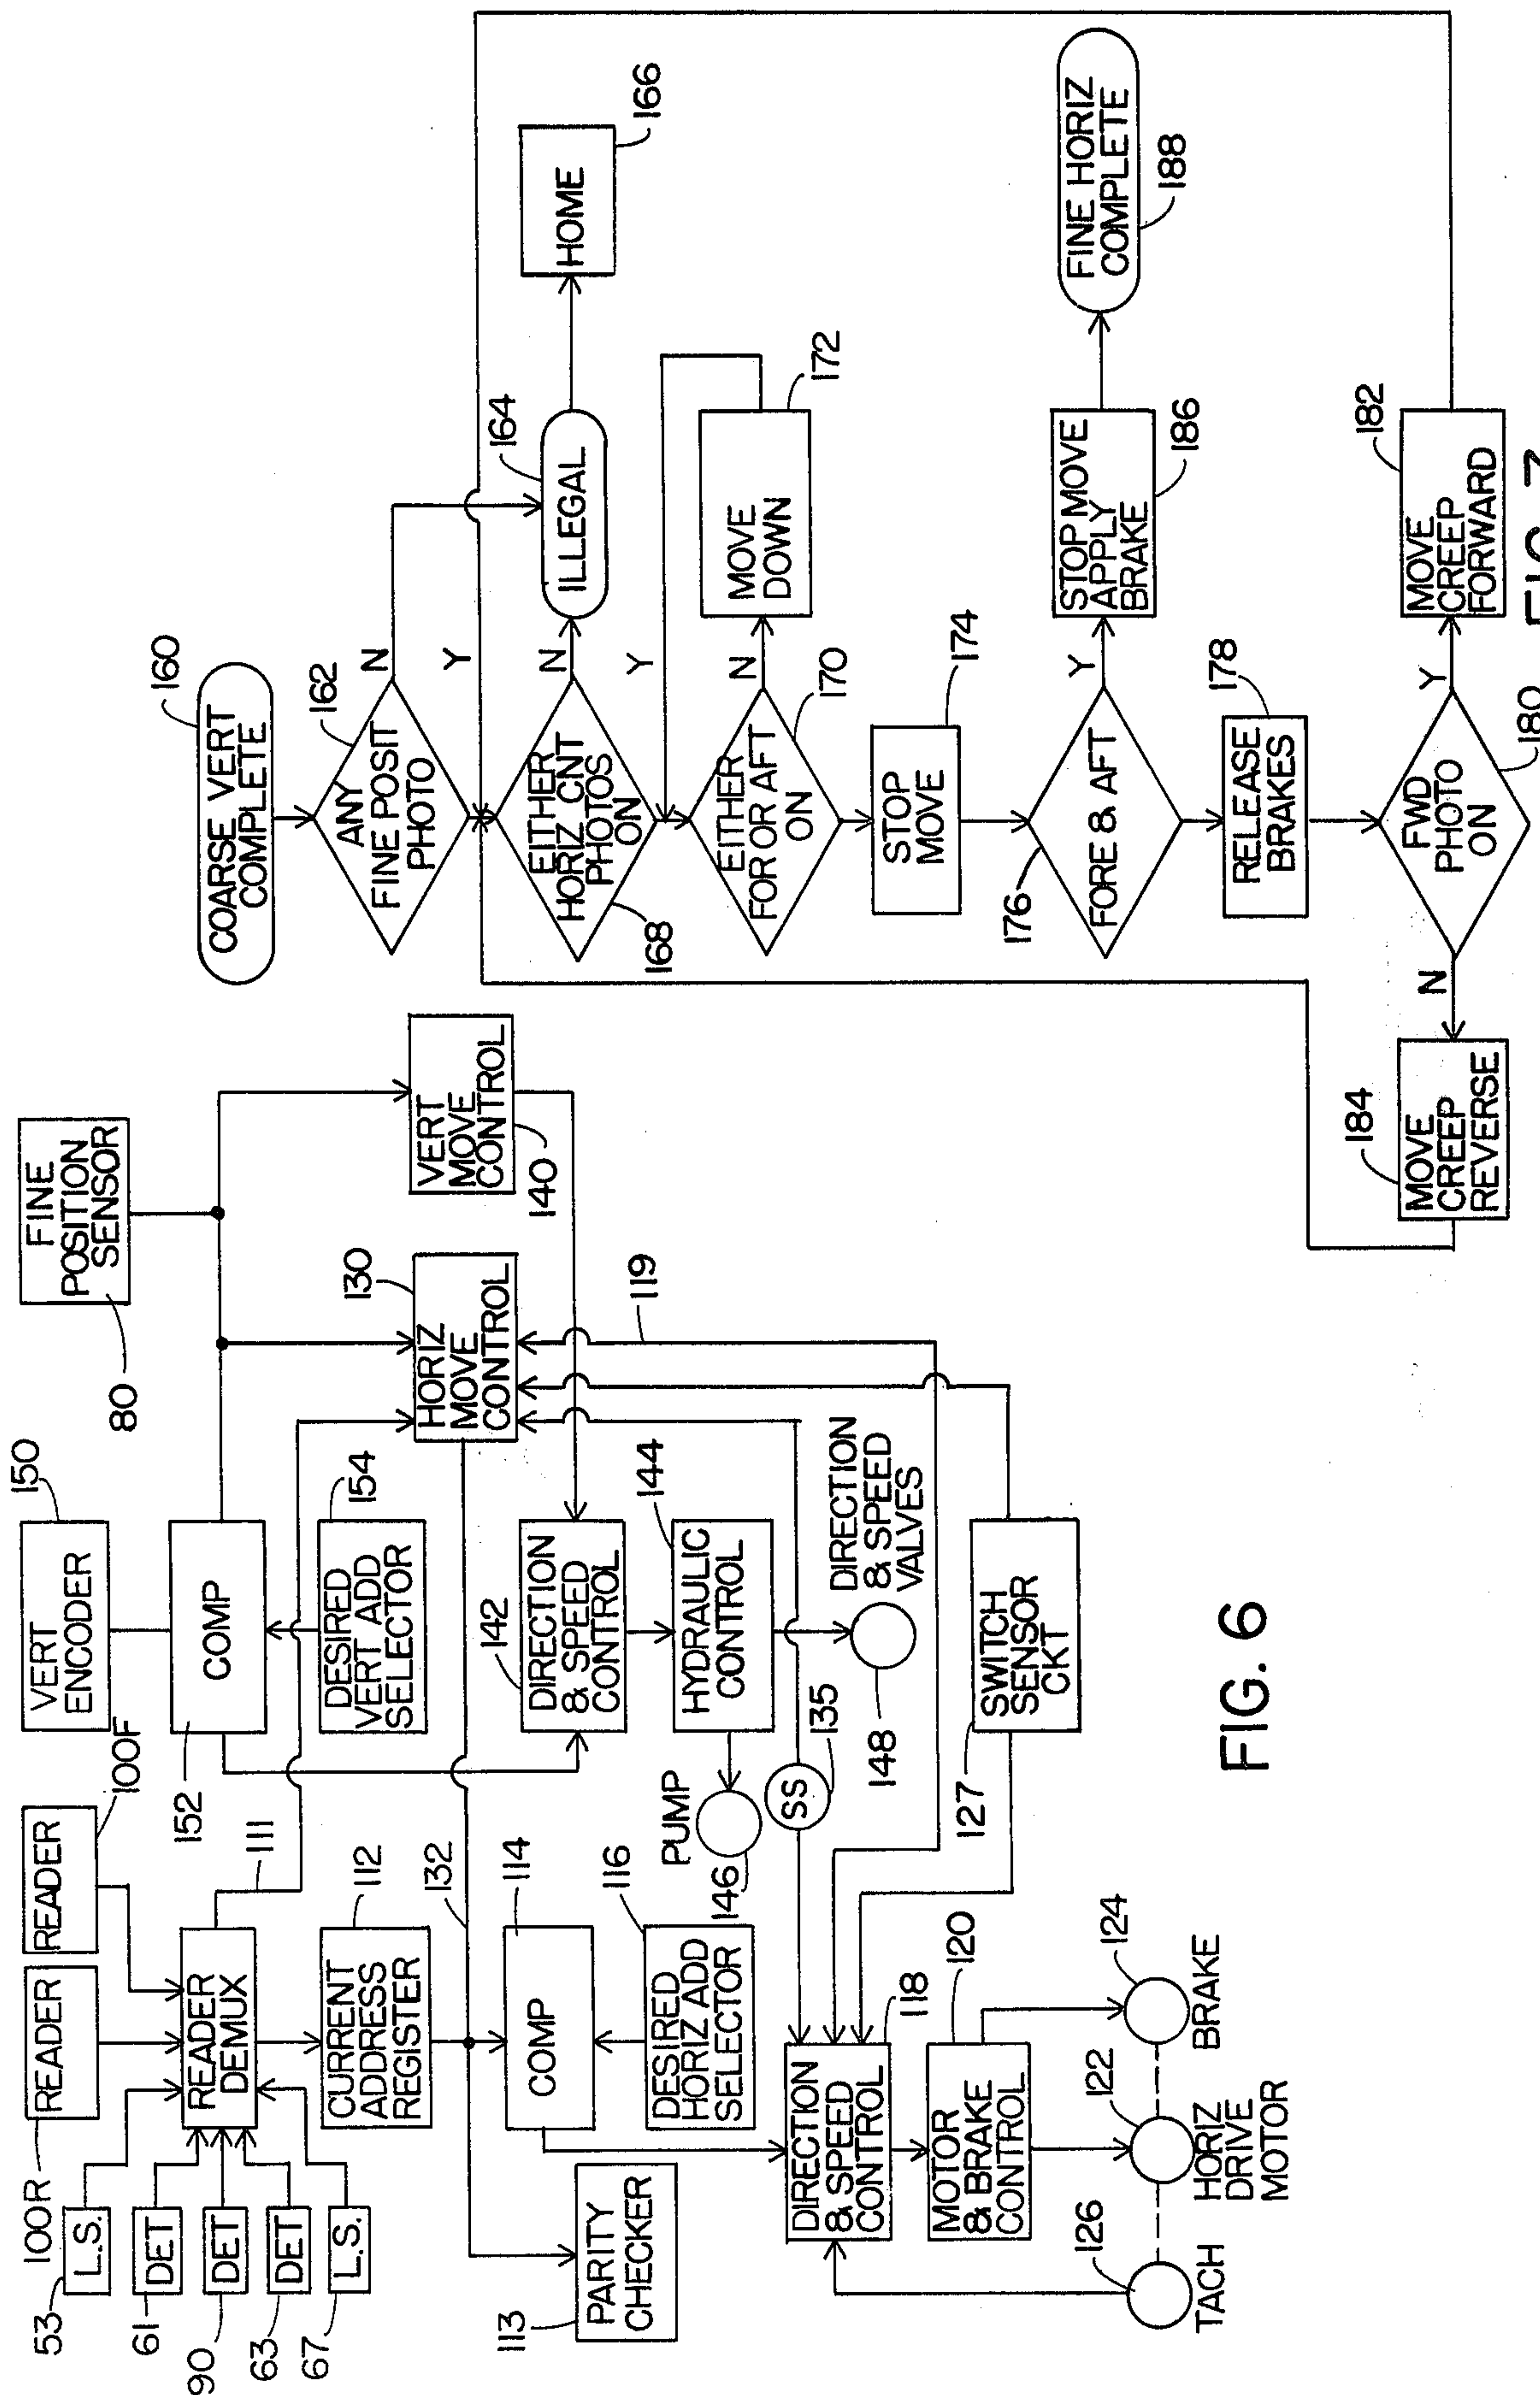 FINE
POSITION
SENSOR
80
150
VERT
ENCODER
COMP
152
DESIRED
VERT ADD
SELECTOR
154
READER
100F
READER
100R
L.S.
53
DET
61
DET
90
DET
63
L.S.
67
READER
DEMUX
111
CURRENT
ADDRESS
REGISTER
112
132
COMP
114
DESIRED
HORIZ ADD
SELECTOR
116
PARITY
CHECKER
113
HORIZ
MOVE
CONTROL
130
VERT
MOVE
CONTROL
140
119
DIRECTION
& SPEED
CONTROL
142
HYDRAULIC
CONTROL
144
PUMP
146
DIRECTION
& SPEED
VALVES
148
SS
135
SWITCH
SENSOR
CKT
127
DIRECTION
& SPEED
CONTROL
118
MOTOR
& BRAKE
CONTROL
120
TACH
126
HORIZ
DRIVE
MOTOR
122
BRAKE
124
FIG. 6
COARSE VERT
COMPLETE
160
ANY
FINE POSIT
PHOTO
162
N
Y
ILLEGAL
164
HOME
166
EITHER
HORIZ CNT
PHOTOS
ON
168
N
Y
EITHER
FOR OR AFT
ON
170
N
MOVE
DOWN
172
STOP
MOVE
174
FORE & AFT
176
Y
STOP MOVE
APPLY
BRAKE
186
FINE HORIZ
COMPLETE
188
RELEASE
BRAKES
178
FWD
PHOTO
ON
180
Y
MOVE
CREEP
FORWARD
182
N
MOVE
CREEP
REVERSE
184